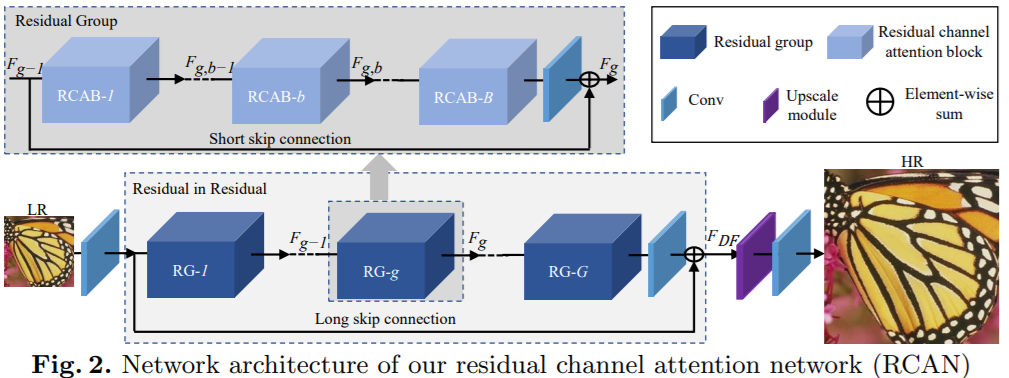 Residual Group
F_{g-1}
RCAB-1
F_{g,b-1}
RCAB-b
F_{g,b}
RCAB-B
F_g
Short skip connection
Residual group
Residual channel
attention block
Conv
Upscale
module
Element-wise
sum
Residual in Residual
LR
RG-1
F_{g-1}
RG-g
F_g
RG-G
F_{DF}
HR
Long skip connection
Fig. 2. Network architecture of our residual channel attention network (RCAN)